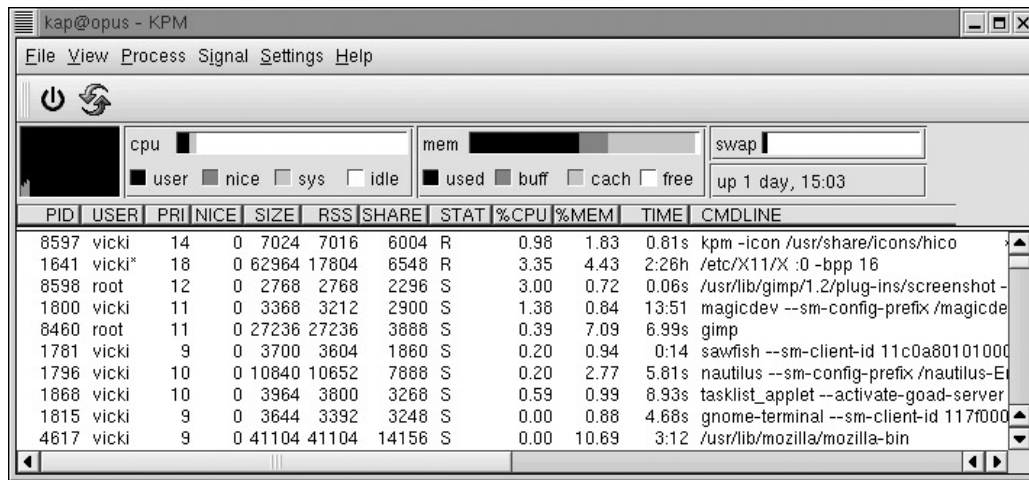 kap@opus - KPM
File View Process Signal Settings Help
cpu mem swap
user nice sys idle used buff cach free up 1 day, 15:03
PID USER PRI NICE SIZE RSS SHARE STAT %CPU %MEM TIME CMDLINE
8597 vicki 14 0 7024 7016 6004 R 0.98 1.83 0.81s kpm -icon /usr/share/icons/hico
1641 vicki* 18 0 62964 17804 6548 R 3.35 4.43 2:26h /etc/X11/X :0 -bpp 16
8598 root 12 0 2768 2768 2296 S 3.00 0.72 0.06s /usr/lib/gimp/1.2/plug-ins/screenshot -
1800 vicki 11 0 3368 3212 2900 S 1.38 0.84 13:51 magicdev --sm-config-prefix /magicde
8460 root 11 0 27236 27236 3888 S 0.39 7.09 6.99s gimp
1781 vicki 9 0 3700 3604 1860 S 0.20 0.94 0:14 sawfish --sm-client-id 11c0a80101000
1796 vicki 10 0 10840 10652 7888 S 0.20 2.77 5.81s nautilus --sm-config-prefix /nautilus-Er
1868 vicki 10 0 3964 3800 3268 S 0.59 0.99 8.93s tasklist_applet --activate-goad-server
1815 vicki 9 0 3644 3392 3248 S 0.00 0.88 4.68s gnome-terminal --sm-client-id 117f000
4617 vicki 9 0 41104 41104 14156 S 0.00 10.69 3:12 /usr/lib/mozilla/mozilla-bin